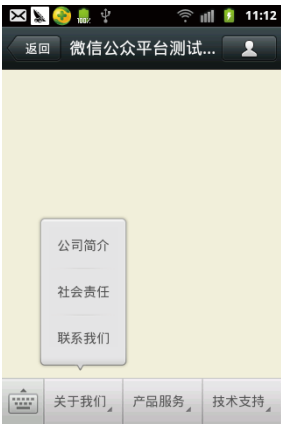 100% 11:12
返回 微信公众平台测试...
公司简介
社会责任
联系我们
关于我们 产品服务 技术支持